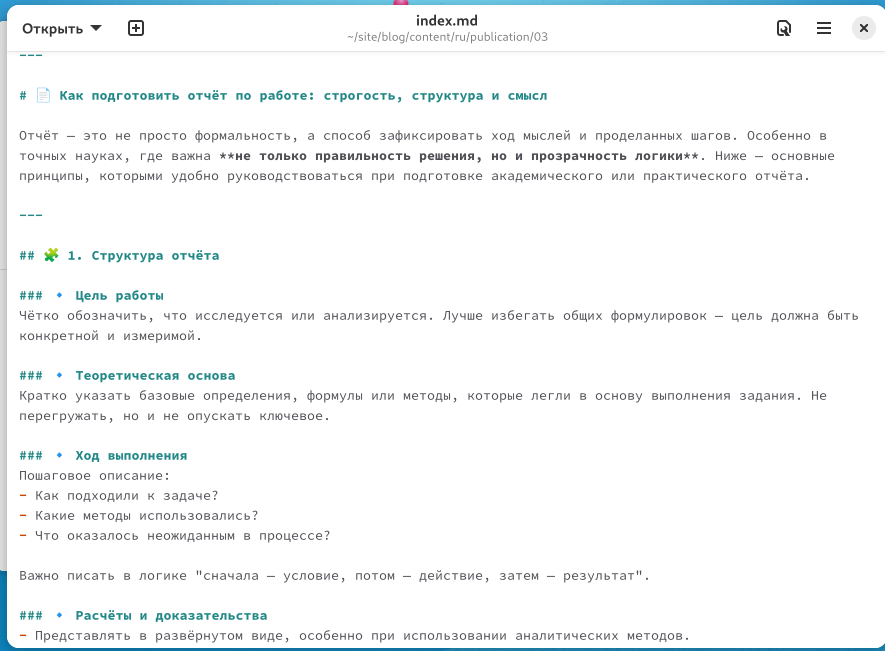 Открыть
index.md
~/site/blog/content/ru/publication/03
---
# 📄 Как подготовить отчёт по работе: строгость, структура и смысл
Отчёт — это не просто формальность, а способ зафиксировать ход мыслей и проделанных шагов. Особенно в
точных науках, где важна **не только правильность решения, но и прозрачность логики**. Ниже — основные
принципы, которыми удобно руководствоваться при подготовке академического или практического отчёта.
---
## 🧩 1. Структура отчёта
### 🔹 Цель работы
Чётко обозначить, что исследуется или анализируется. Лучше избегать общих формулировок — цель должна быть
конкретной и измеримой.
### 🔹 Теоретическая основа
Кратко указать базовые определения, формулы или методы, которые легли в основу выполнения задания. Не
перегружать, но и не опускать ключевое.
### 🔹 Ход выполнения
Пошаговое описание:
- Как подходили к задаче?
- Какие методы использовались?
- Что оказалось неожиданным в процессе?
Важно писать в логике "сначала — условие, потом — действие, затем — результат".
### 🔹 Расчёты и доказательства
- Представлять в развёрнутом виде, особенно при использовании аналитических методов.